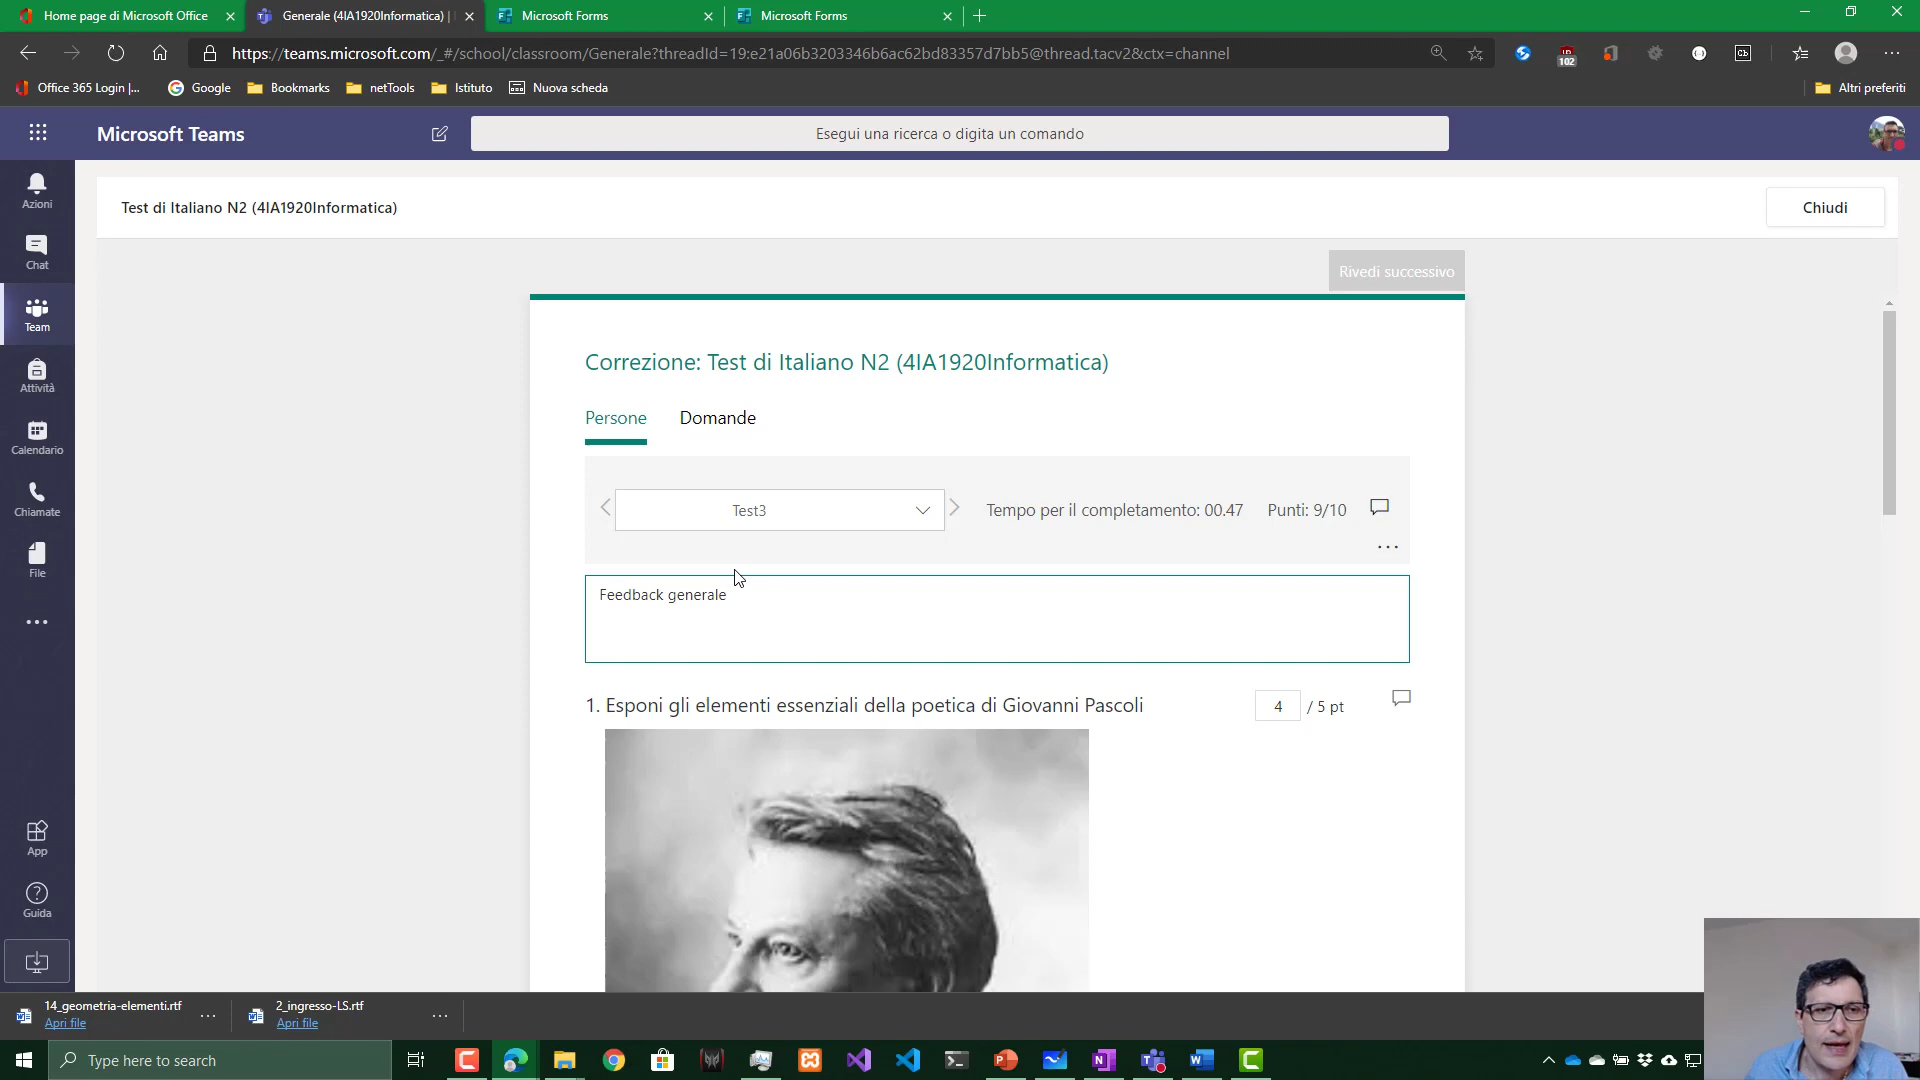 Home page di Microsoft Office
Generale (4IA1920Informatica) |
Microsoft Forms
Microsoft Forms
https://teams.microsoft.com/_#/school/classroom/Generale?threadId=19:e21a06b3203346b6ac62bd83357d7bb5@thread.tacv2&ctx=channel
102
Office 365 Login |...
Google
Bookmarks
netTools
Istituto
Nuova scheda
Altri preferiti
Microsoft Teams
Esegui una ricerca o digita un comando
Azioni
Chat
Team
Attività
Calendario
Chiamate
File
App
Guida
Test di Italiano N2 (4IA1920Informatica)
Chiudi
Rivedi successivo
Correzione: Test di Italiano N2 (4IA1920Informatica)
Persone
Domande
Test3
Tempo per il completamento: 00.47
Punti: 9/10
Feedback generale
1. Esponi gli elementi essenziali della poetica di Giovanni Pascoli
4 / 5 pt
14_geometria-elementi.rtf
Apri file
2_ingresso-LS.rtf
Apri file
Type here to search